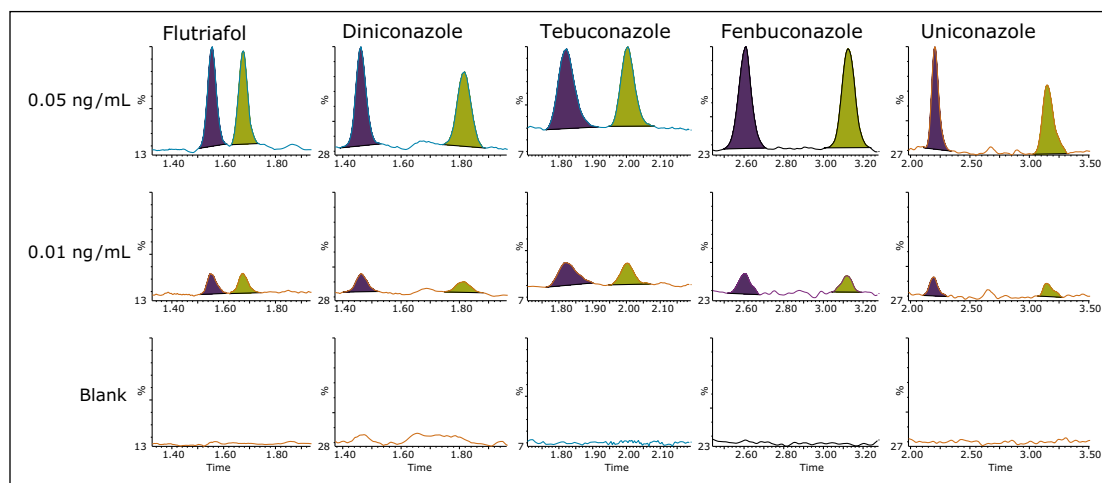 Flutriafol Diniconazole Tebuconazole Fenbuconazole Uniconazole
0.05 ng/mL
% % % % %
13 28 7 23 27
1.40 1.60 1.80 1.40 1.60 1.80 1.80 1.90 2.00 2.10 2.60 2.80 3.00 3.20 2.00 2.50 3.00 3.50
0.01 ng/mL
% % % % %
13 28 7 23 27
1.40 1.60 1.80 1.40 1.60 1.80 1.80 1.90 2.00 2.10 2.60 2.80 3.00 3.20 2.00 2.50 3.00 3.50
Blank
% % % % %
13 28 7 23 27
1.40 1.60 1.80 1.40 1.60 1.80 1.80 1.90 2.00 2.10 2.60 2.80 3.00 3.20 2.00 2.50 3.00 3.50
Time Time Time Time Time